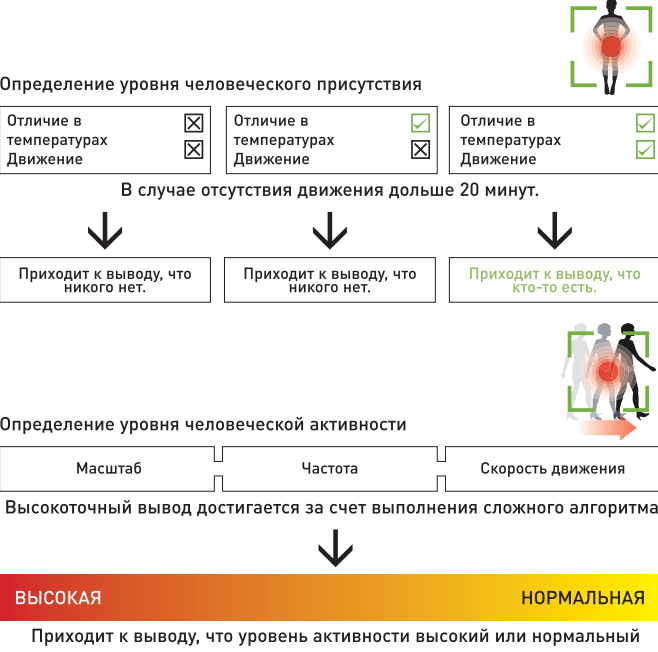 Определение уровня человеческого присутствия
Отличие в
температурах
Движение
Отличие в
температурах
Движение
Отличие в
температурах
Движение
В случае отсутствия движения дольше 20 минут.
Приходит к выводу, что
никого нет.
Приходит к выводу, что
никого нет.
Приходит к выводу, что
кто-то есть.
Определение уровня человеческой активности
Масштаб
Частота
Скорость движения
Высокоточный вывод достигается за счет выполнения сложного алгоритма
ВЫСОКАЯ
НОРМАЛЬНАЯ
Приходит к выводу, что уровень активности высокий или нормальный